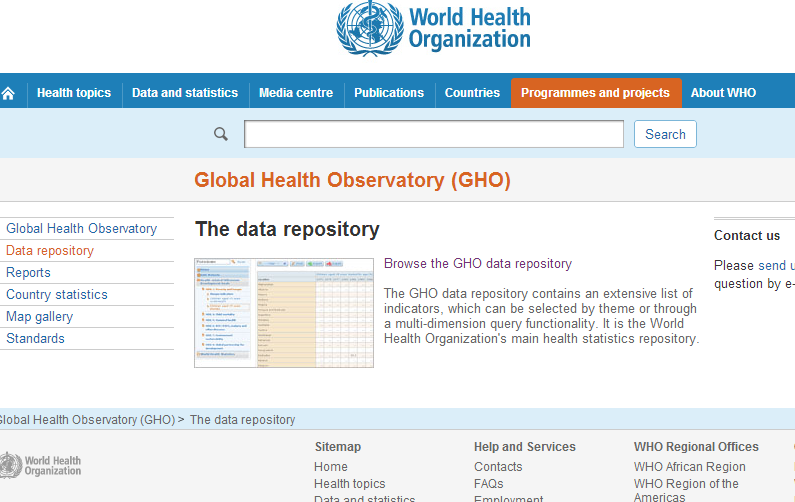 World Health
Organization
Health topics
Data and statistics
Media centre
Publications
Countries
Programmes and projects
About WHO
Search
Global Health Observatory (GHO)
Global Health Observatory
Data repository
Reports
Country statistics
Map gallery
Standards
The data repository
Browse the GHO data repository
The GHO data repository contains an extensive list of
indicators, which can be selected by theme or through
a multi-dimension query functionality. It is the World
Health Organization's main health statistics repository.
Contact us
Please send u
question by e-
Global Health Observatory (GHO) > The data repository
World Health
Organization
Sitemap
Home
Health topics
Data and statistics
Help and Services
Contacts
FAQs
Employment
WHO Regional Offices
WHO African Region
WHO Region of the
Americas